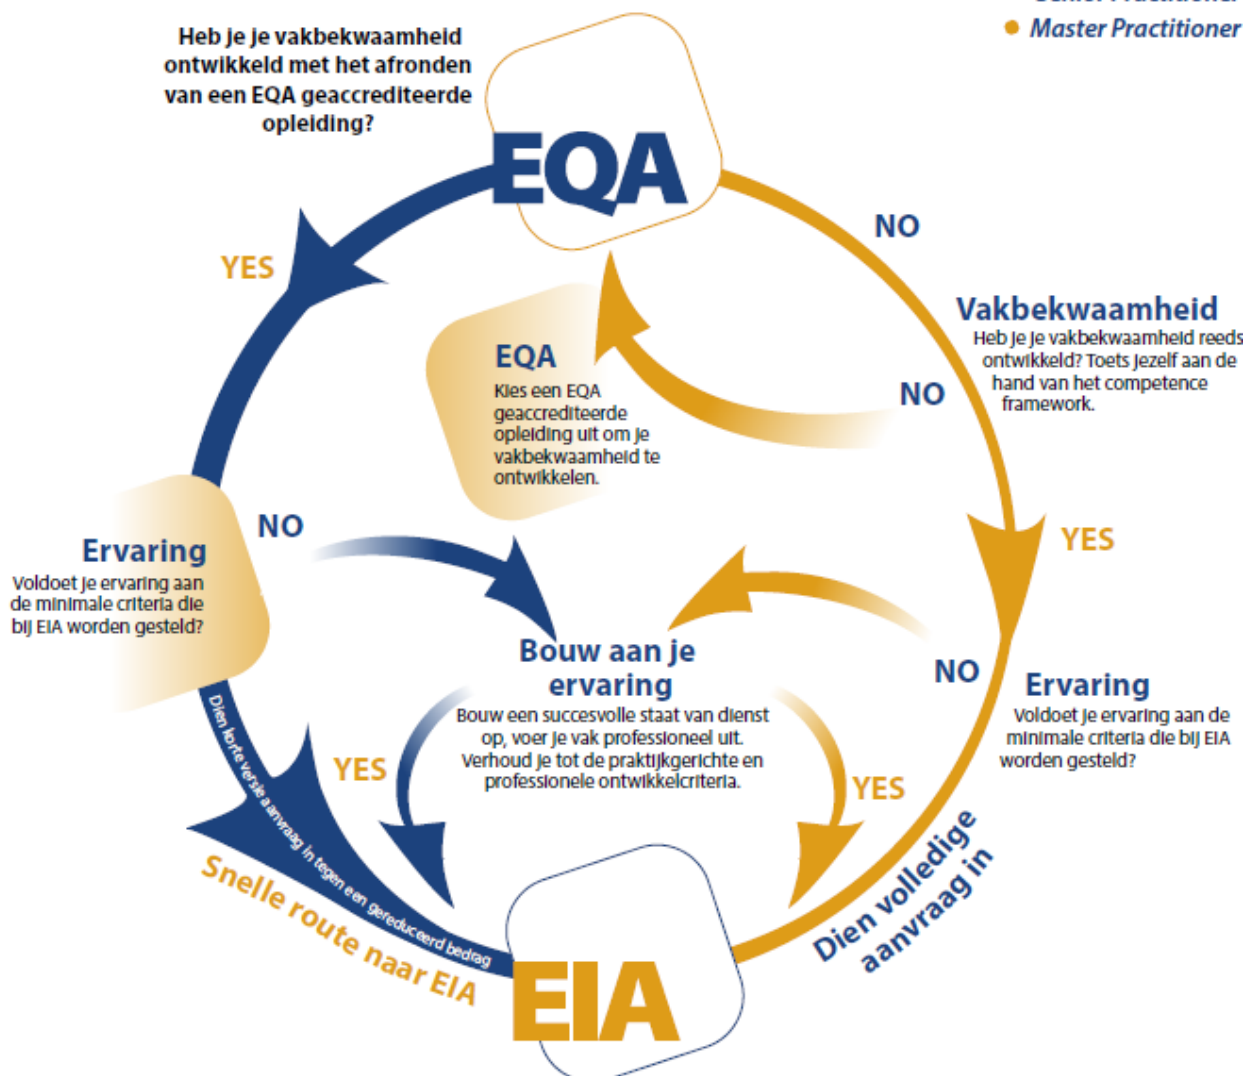 Master Practitioner
Heb je je vakbekwaamheid
ontwikkeld met het afronden
van een EQA geaccrediteerde
opleiding?
EQA
NO
YES
Vakbekwaamheid
Heb je je vakbekwaamheid reeds
ontwikkeld? Toets jezelf aan de
hand van het competence
framework.
EQA
Kies een EQA
geaccrediteerde
opleiding uit om je
vakbekwaamheid te
ontwikkelen.
NO
NO
YES
Ervaring
Voldoet je ervaring aan
de minimale criteria die
bij EIA worden gesteld?
Bouw aan je
ervaring
Bouw een succesvolle staat van dienst
op, voer je vak professioneel uit.
Verhoud je tot de praktijkgerichte en
professionele ontwikkelcriteria.
NO
Ervaring
Voldoet je ervaring aan de
minimale criteria die bij EIA
worden gesteld?
YES
YES
Dien korte versie aanvraag in tegen een gereduceerd bedrag
Snelle route naar EIA
Dien volledige
aanvraag in
EIA